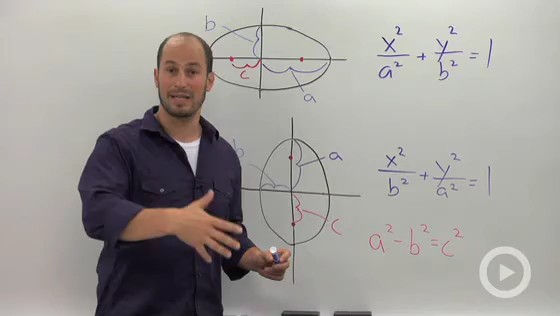 b
c
a
x²/a² + y²/b² = 1
b
a
c
x²/b² + y²/a² = 1
a² - b² = c²